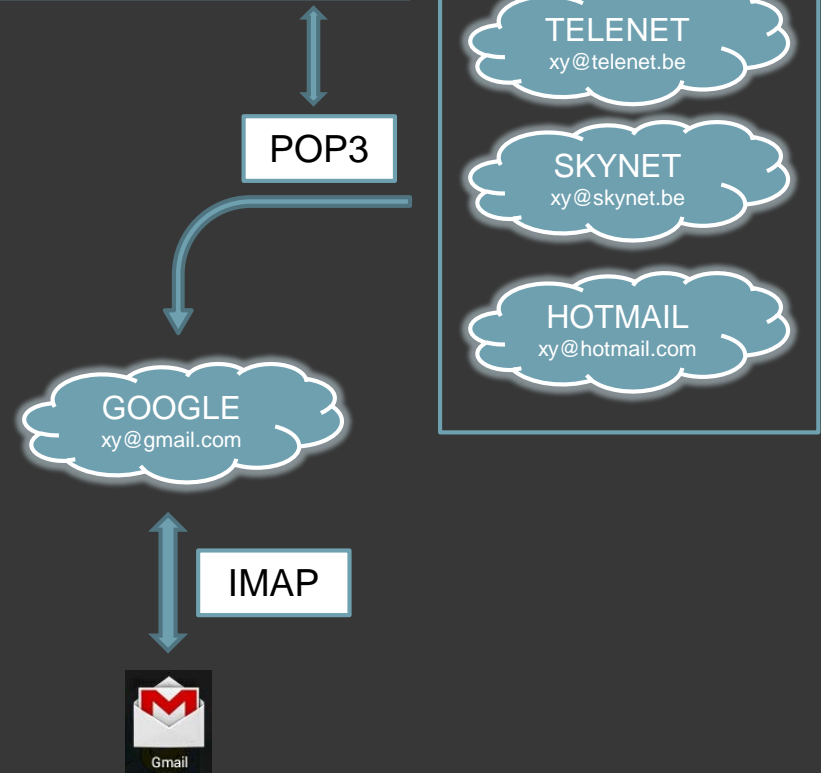 TELENET
xy@telenet.be
POP3
SKYNET
xy@skynet.be
HOTMAIL
xy@hotmail.com
GOOGLE
xy@gmail.com
IMAP
Gmail